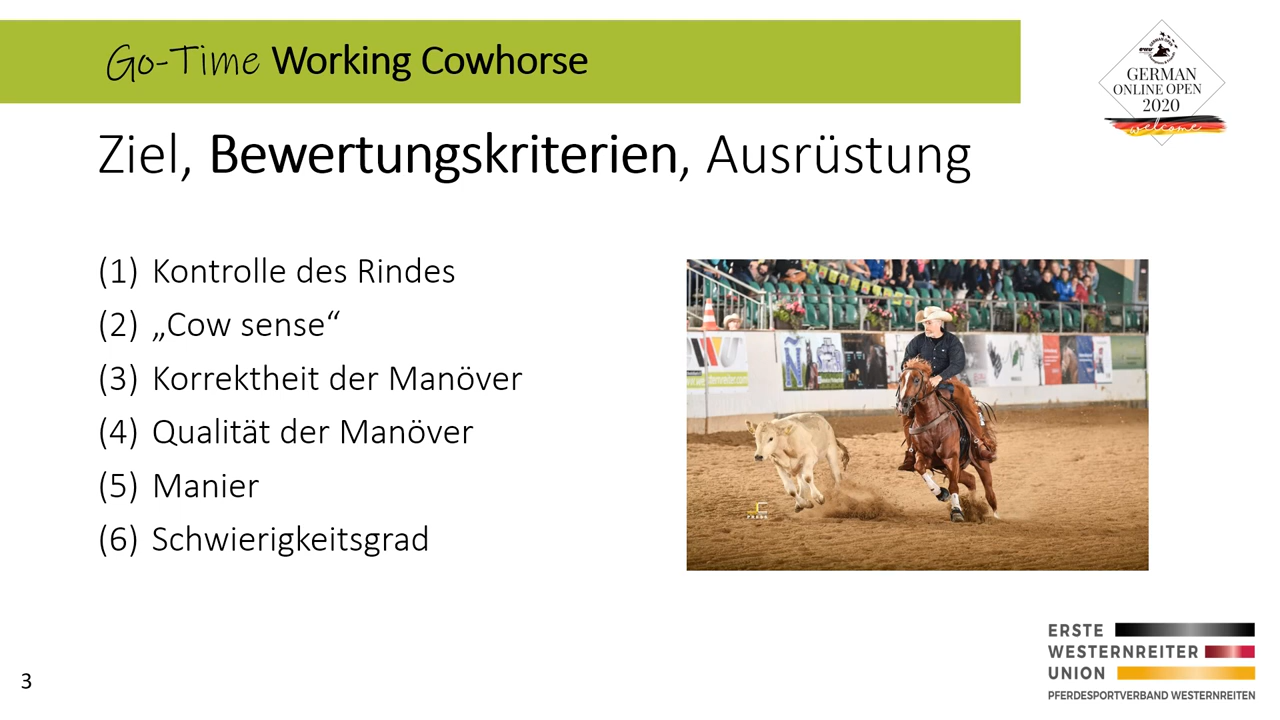 Go-Time Working Cowhorse
GERMAN
ONLINE OPEN
2020
welcome
Ziel, Bewertungskriterien, Ausrüstung
(1) Kontrolle des Rindes
(2) „Cow sense“
(3) Korrektheit der Manöver
(4) Qualität der Manöver
(5) Manier
(6) Schwierigkeitsgrad
ERSTE
WESTERNREITER
UNION
PFERDESPORTVERBAND WESTERNREITEN
3